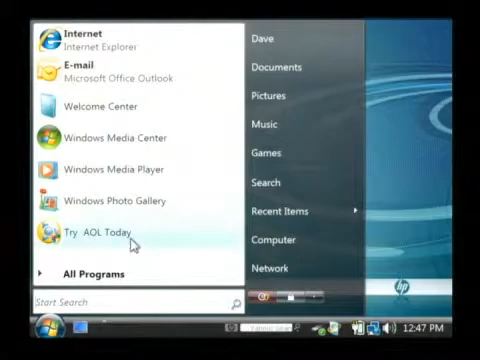 Internet
Internet Explorer
E-mail
Microsoft Office Outlook
Welcome Center
Windows Media Center
Windows Media Player
Windows Photo Gallery
Try AOL Today
All Programs
Start Search
Dave
Documents
Pictures
Music
Games
Search
Recent Items
Computer
Network
hp
12:47 PM